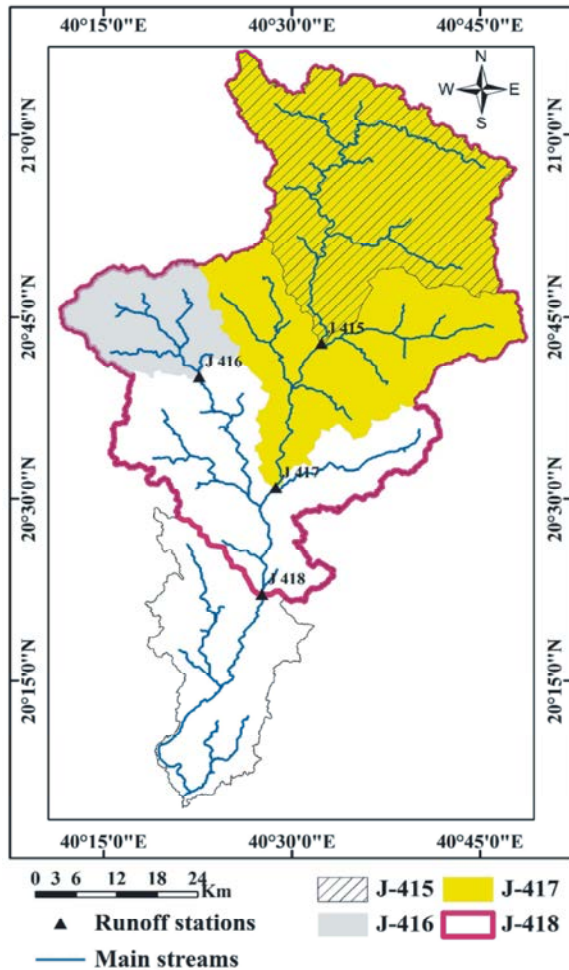 40°15'0"E 40°30'0"E 40°45'0"E
N
W E
S
21°0'0"N 21°0'0"N
20°45'0"N 20°45'0"N
J 415
J 416
J 417
20°30'0"N 20°30'0"N
J 418
20°15'0"N 20°15'0"N
40°15'0"E 40°30'0"E 40°45'0"E
0 3 6 12 18 24
Km
J-415 J-417
Runoff stations J-416 J-418
Main streams